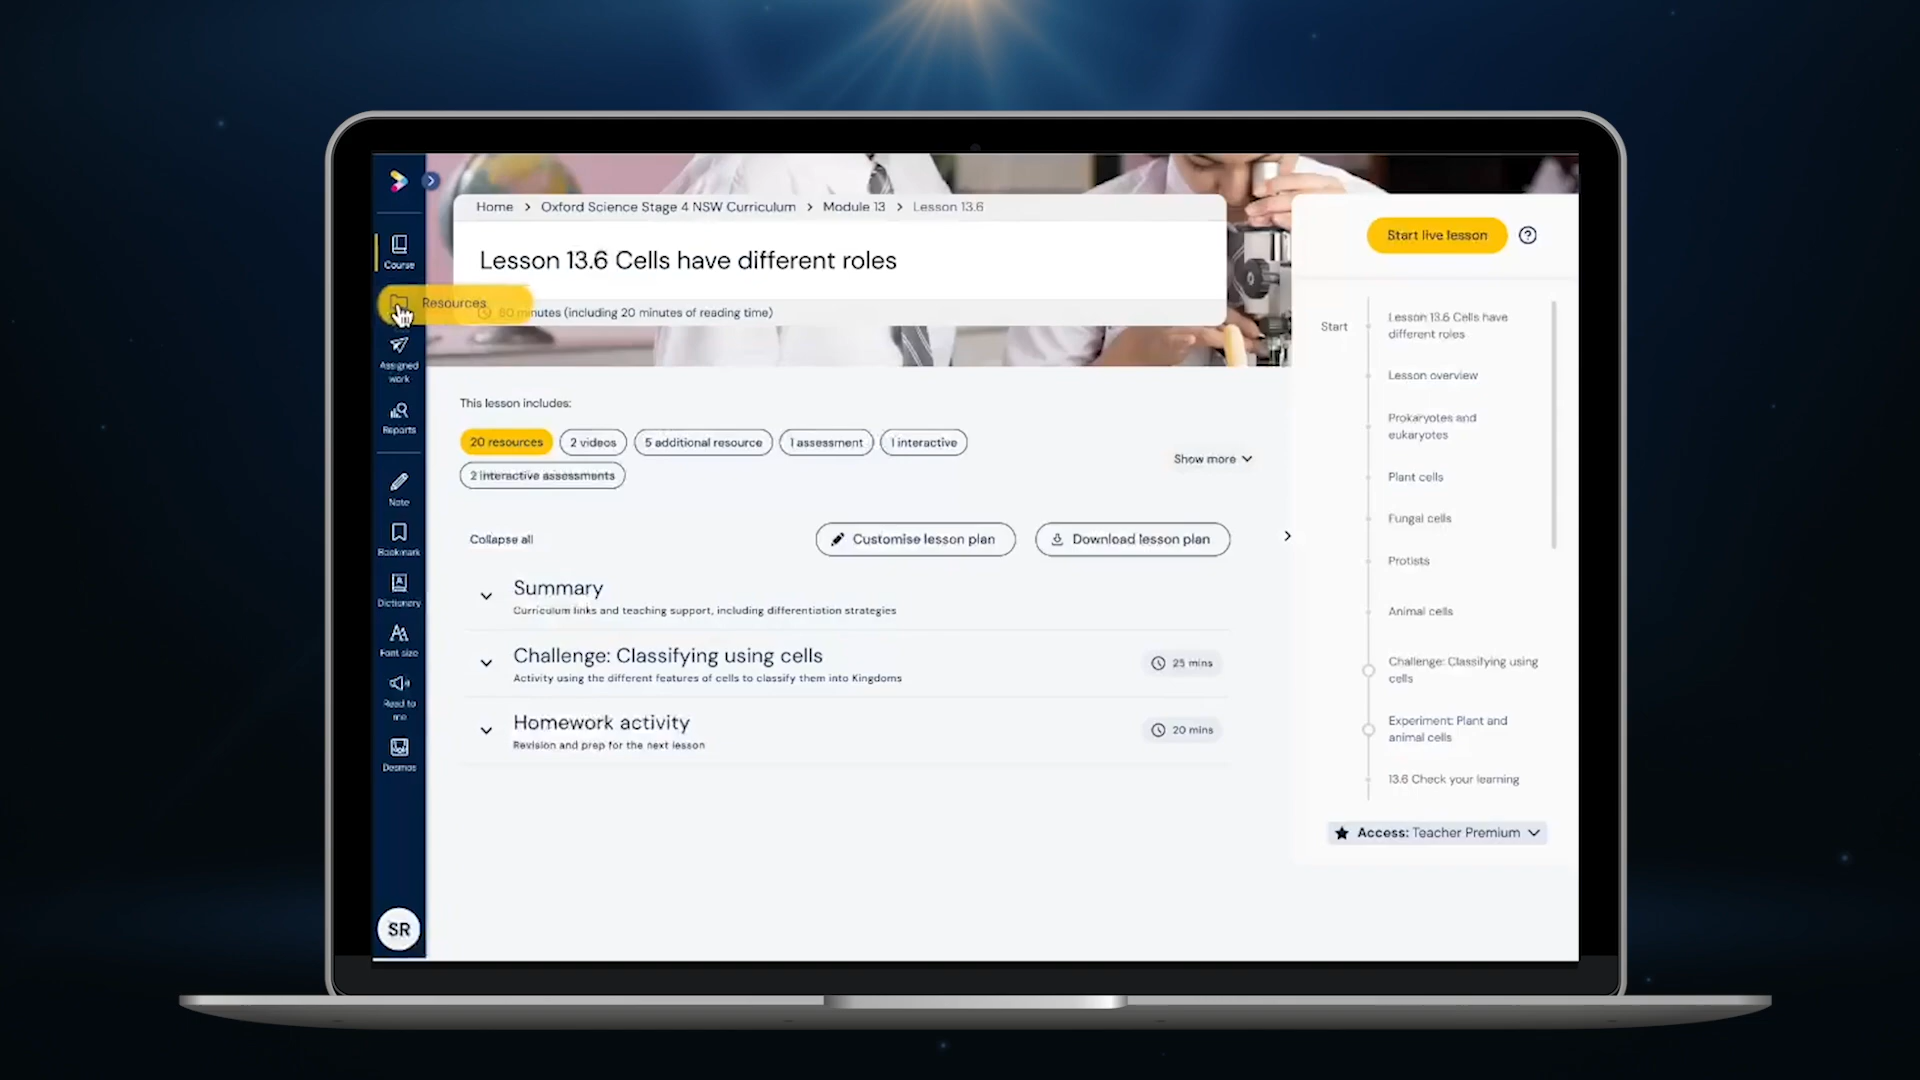 Home > Oxford Science Stage 4 NSW Curriculum > Module 13 > Lesson 13.6
Lesson 13.6 Cells have different roles
60 minutes (including 20 minutes of reading time)
Course
Resources
Assigned
work
Reports
Note
Bookmark
Dictionary
Font size
Read to
me
Desmos
SR
This lesson includes:
20 resources
2 videos
5 additional resource
1 assessment
1 interactive
2 interactive assessments
Show more
Collapse all
Customise lesson plan
Download lesson plan
Summary
Curriculum links and teaching support, including differentiation strategies
Challenge: Classifying using cells
25 mins
Activity using the different features of cells to classify them into Kingdoms
Homework activity
20 mins
Revision and prep for the next lesson
Start live lesson
?
Start
Lesson 13.6 Cells have
different roles
Lesson overview
Prokaryotes and
eukaryotes
Plant cells
Fungal cells
Protists
Animal cells
Challenge: Classifying using
cells
Experiment: Plant and
animal cells
13.6 Check your learning
Access: Teacher Premium